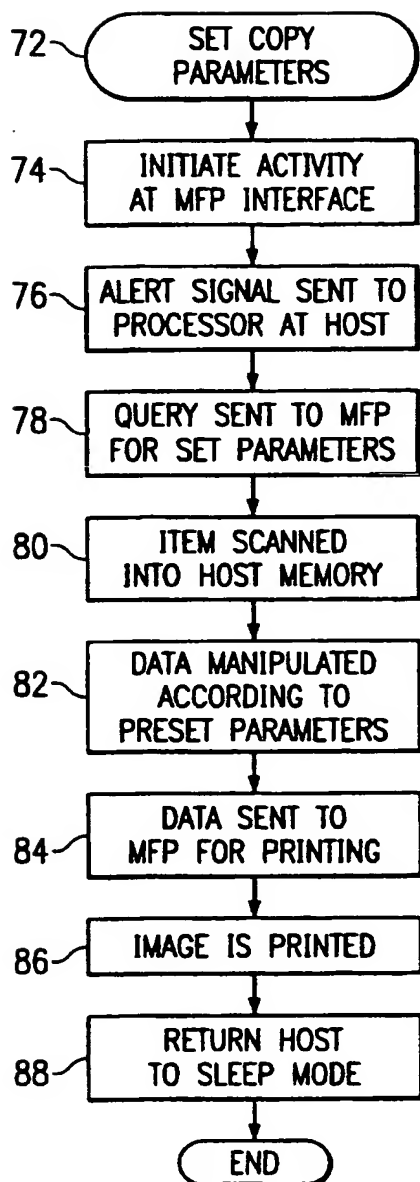 72 SET COPY
PARAMETERS
74 INITIATE ACTIVITY
AT MFP INTERFACE
76 ALERT SIGNAL SENT TO
PROCESSOR AT HOST
78 QUERY SENT TO MFP
FOR SET PARAMETERS
80 ITEM SCANNED
INTO HOST MEMORY
82 DATA MANIPULATED
ACCORDING TO
PRESET PARAMETERS
84 DATA SENT TO
MFP FOR PRINTING
86 IMAGE IS PRINTED
88 RETURN HOST
TO SLEEP MODE
END